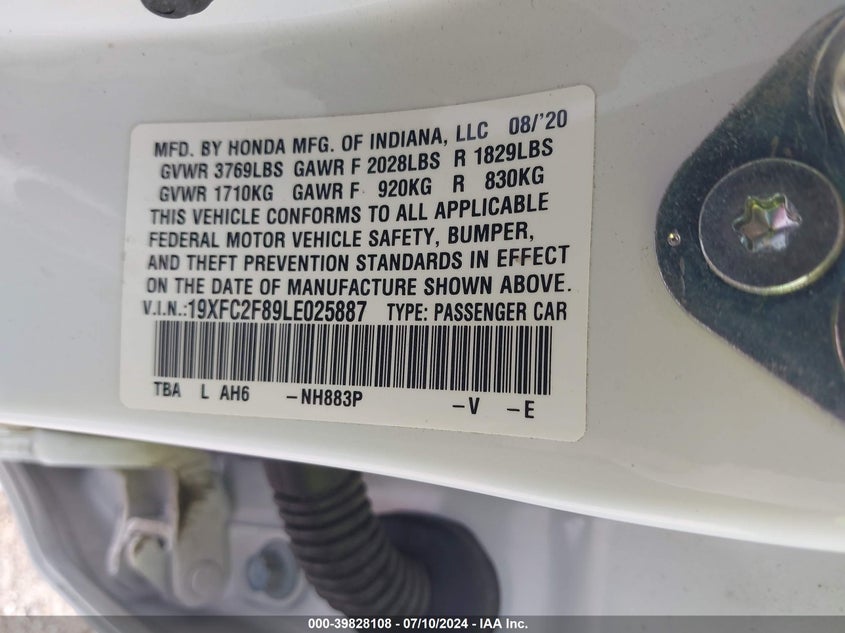 MFD. BY HONDA MFG. OF INDIANA, LLC 08/'20
GVWR 3769LBS GAWR F 2028LBS R 1829LBS
GVWR 1710KG GAWR F 920KG R 830KG
THIS VEHICLE CONFORMS TO ALL APPLICABLE
FEDERAL MOTOR VEHICLE SAFETY, BUMPER,
AND THEFT PREVENTION STANDARDS IN EFFECT
ON THE DATE OF MANUFACTURE SHOWN ABOVE.
V.I.N.:19XFC2F89LE025887 TYPE: PASSENGER CAR
TBA L AH6 -NH883P -V -E
000-39828108 - 07/10/2024 - IAA Inc.